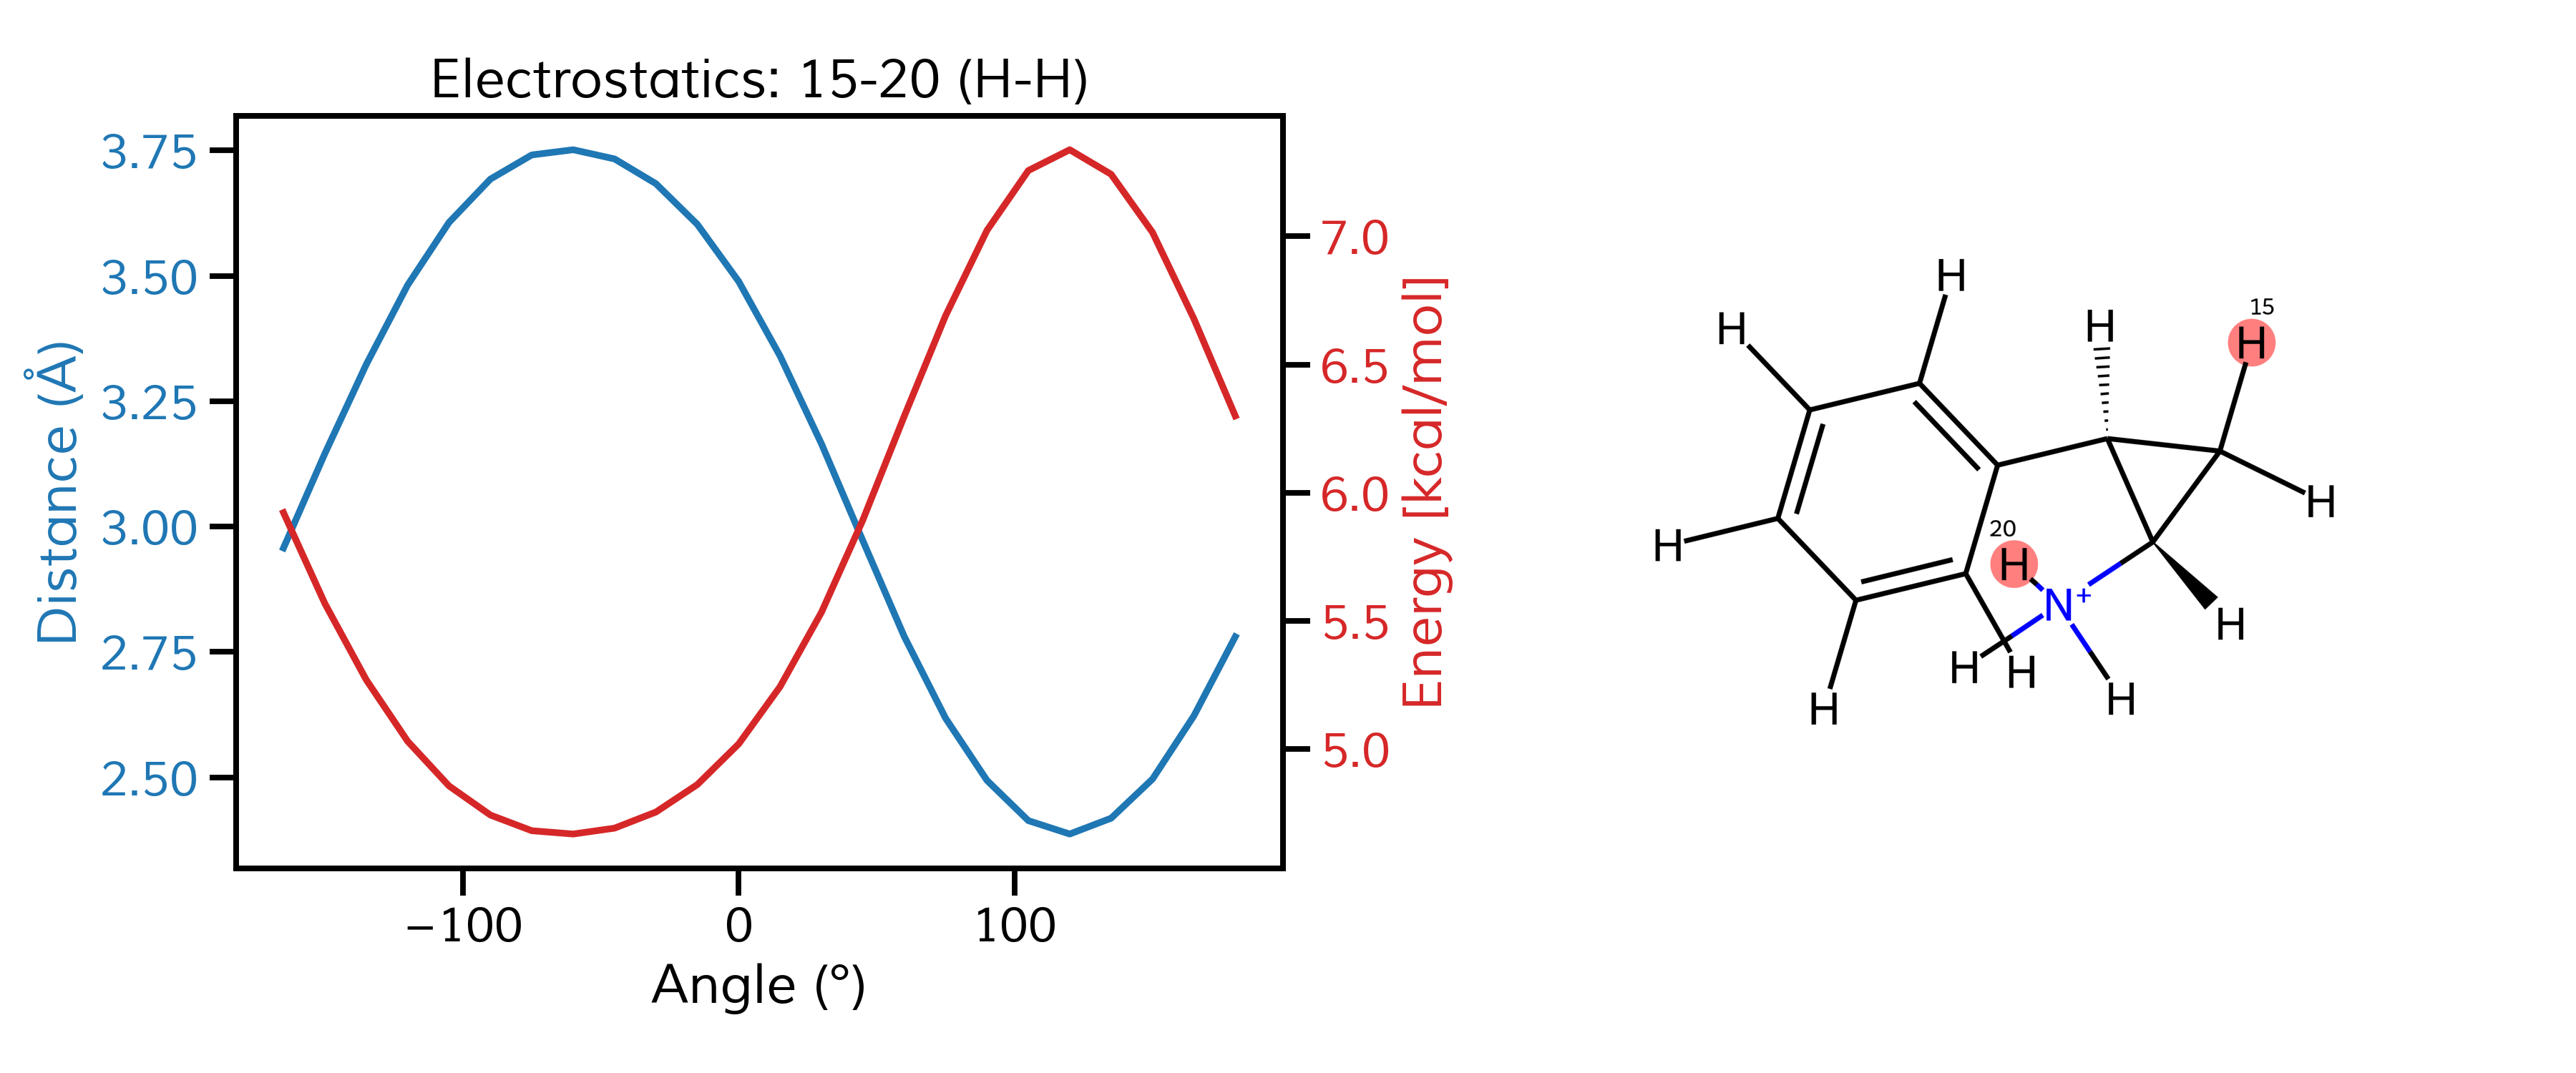 Electrostatics: 15-20 (H-H)
Distance (Å)
3.75
3.50
3.25
3.00
2.75
2.50
−100
0
100
Angle (°)
7.0
6.5
6.0
5.5
5.0
Energy [kcal/mol]
H
15
H
H
H
H
H
20
H
H
N+
H
H
H
H
H